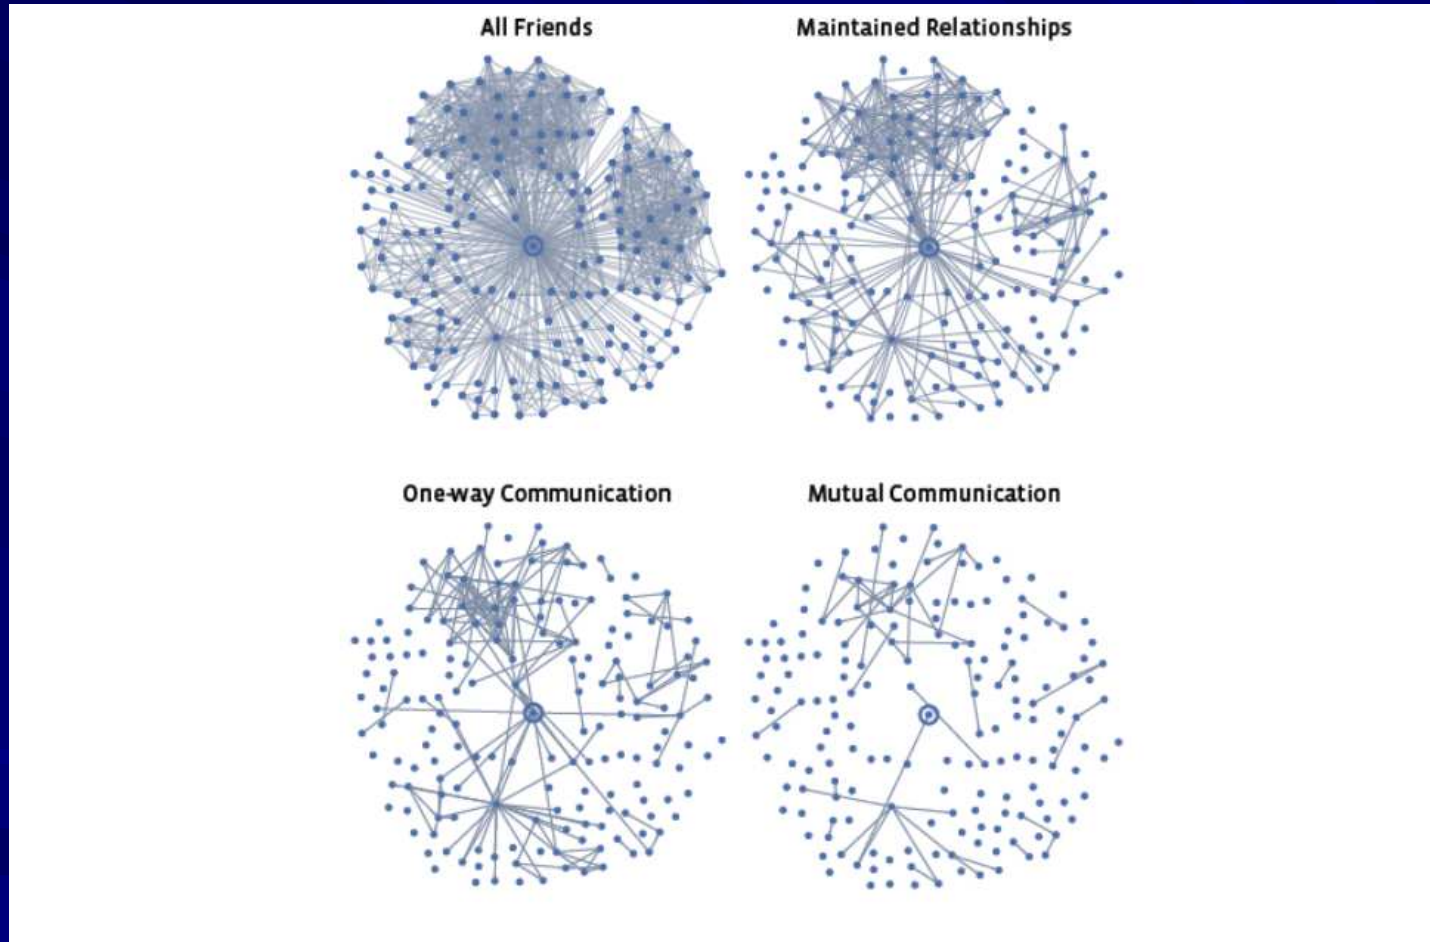 All Friends
Maintained Relationships
One-way Communication
Mutual Communication